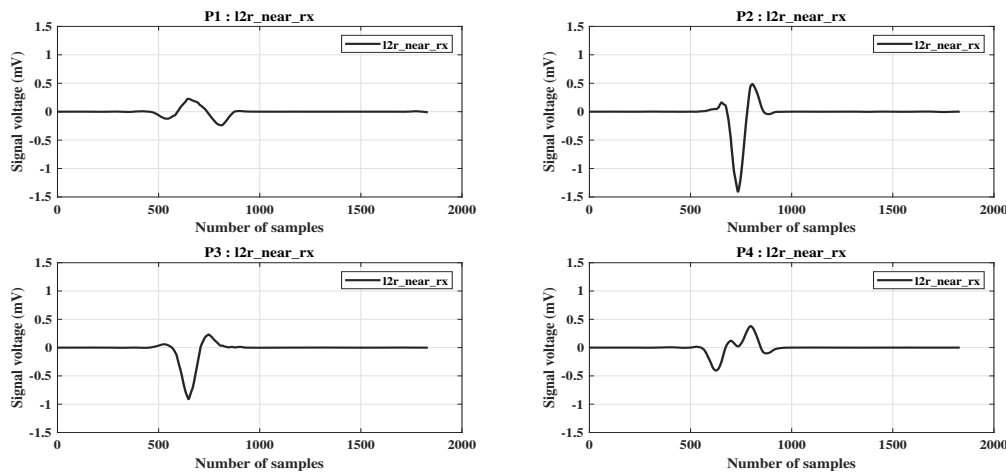 P1 : l2r_near_rx
l2r_near_rx
Signal voltage (mV)
1.5
1
0.5
0
-0.5
-1
-1.5
0 500 1000 1500 2000
Number of samples
P2 : l2r_near_rx
l2r_near_rx
Signal voltage (mV)
1.5
1
0.5
0
-0.5
-1
-1.5
0 500 1000 1500 2000
Number of samples
P3 : l2r_near_rx
l2r_near_rx
Signal voltage (mV)
1.5
1
0.5
0
-0.5
-1
-1.5
0 500 1000 1500 2000
Number of samples
P4 : l2r_near_rx
l2r_near_rx
Signal voltage (mV)
1.5
1
0.5
0
-0.5
-1
-1.5
0 500 1000 1500 2000
Number of samples